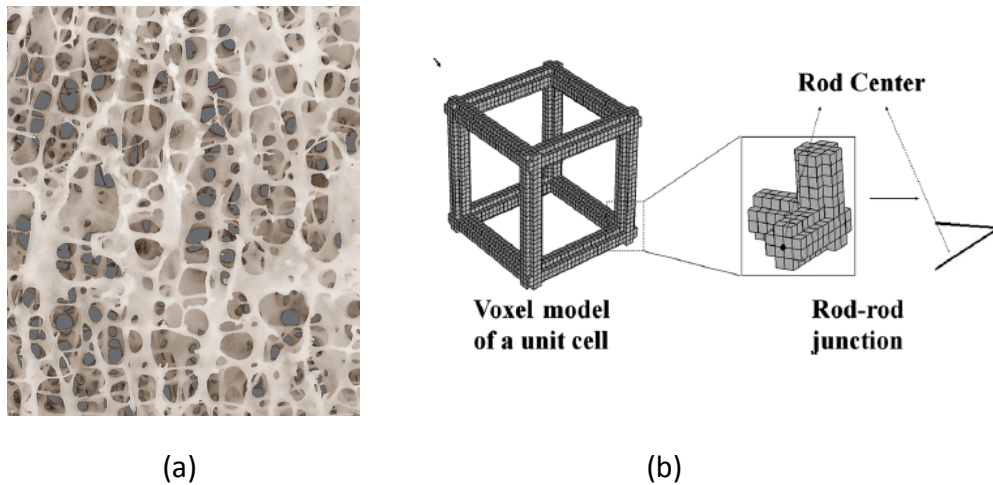 Rod Center
Voxel model
of a unit cell
Rod-rod
junction
(a)
(b)